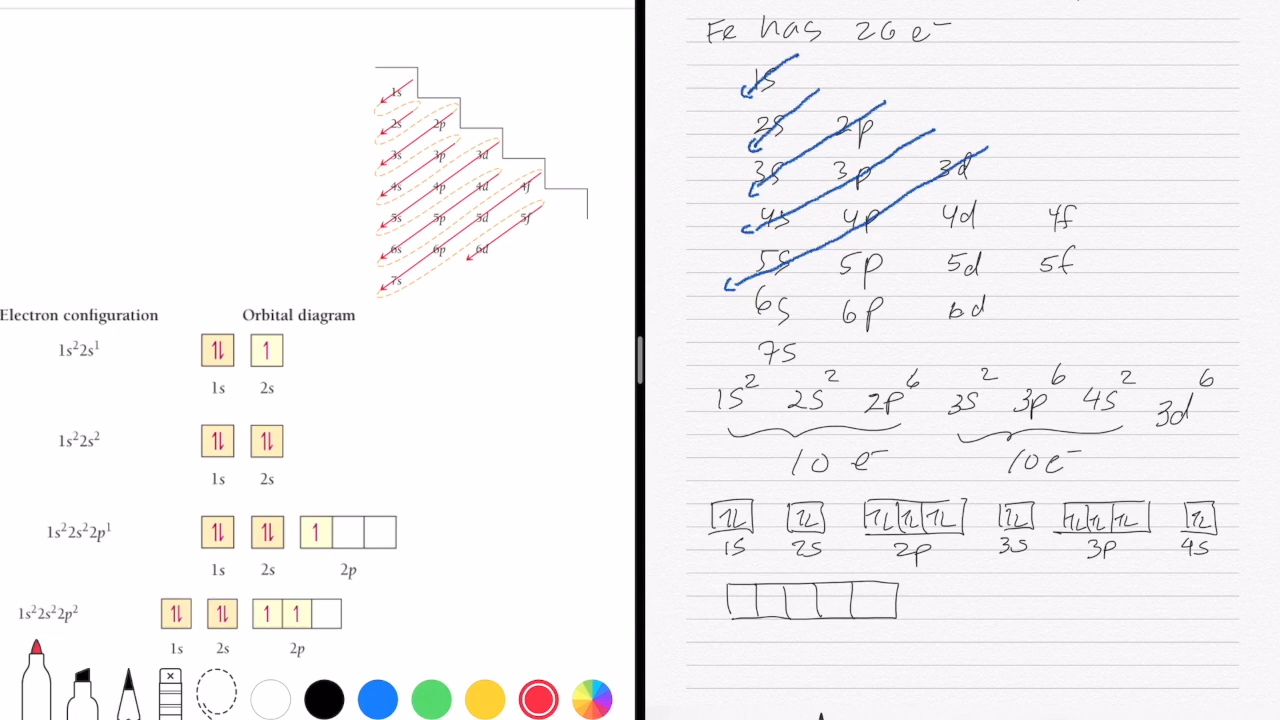 1s
2s 2p
3s 3p 3d
4s 4p 4d 4f
5s 5p 5d 5f
6s 6p 6d
7s
Electron configuration Orbital diagram
1s²2s¹ 1s 2s
1s²2s² 1s 2s
1s²2s²2p¹ 1s 2s 2p
1s²2s²2p² 1s 2s 2p
Fe has 26 e⁻
1s
2s 2p
3s 3p 3d
4s 4p 4d 4f
5s 5p 5d 5f
6s 6p 6d
7s
1s² 2s² 2p⁶ 3s² 3p⁶ 4s² 3d⁶
10 e⁻ 10 e⁻
1s 2s 2p 3s 3p 4s